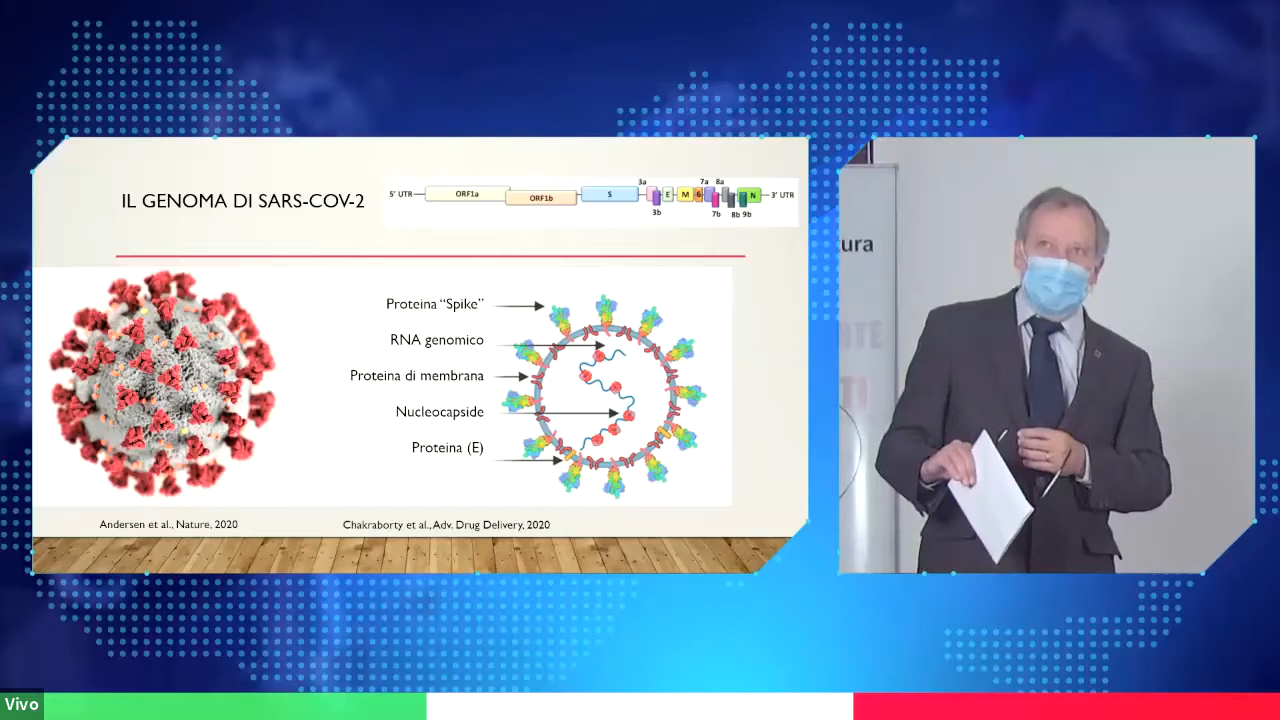 IL GENOMA DI SARS-COV-2
3a 7a 8a
5' UTR ORF1a ORF1b S E M 6 N 3' UTR
3b 7b 8b 9b
Proteina "Spike"
RNA genomico
Proteina di membrana
Nucleocapside
Proteina (E)
Andersen et al., Nature, 2020
Chakraborty et al., Adv. Drug Delivery, 2020
ura
NTE
TI
Vivo